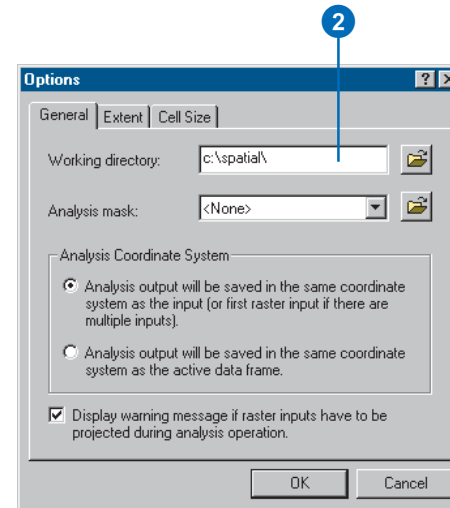 2
Options
General Extent Cell Size
Working directory: c:\spatial\
Analysis mask: <None>
Analysis Coordinate System
Analysis output will be saved in the same coordinate
system as the input (or first raster input if there are
multiple inputs).
Analysis output will be saved in the same coordinate
system as the active data frame.
Display warning message if raster inputs have to be
projected during analysis operation.
OK Cancel